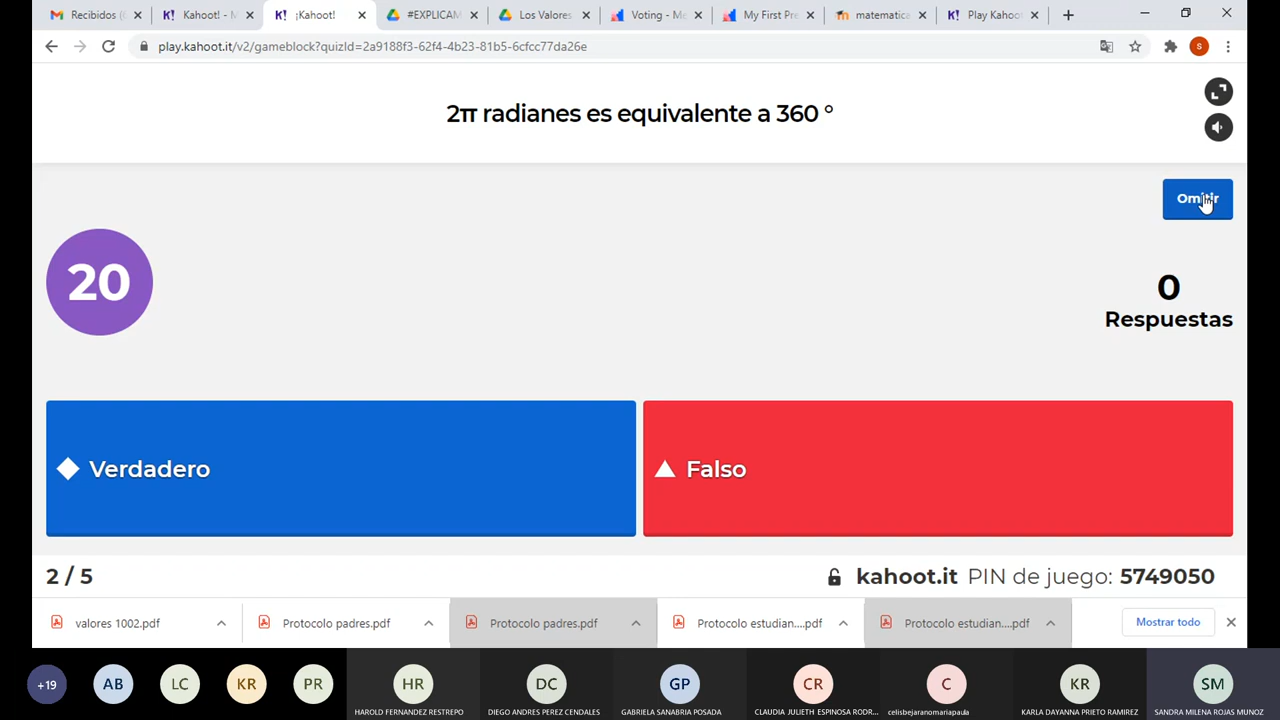 Recibidos (
Kahoot! - M
¡Kahoot!
#EXPLICAM
Los Valores
Voting - Me
My First Pre
matematica
Play Kahoo
play.kahoot.it/v2/gameblock?quizId=2a9188f3-62f4-4b23-81b5-6cfcc77da26e
S
2π radianes es equivalente a 360 °
Omitir
20
0
Respuestas
Verdadero
Falso
2 / 5
kahoot.it PIN de juego: 5749050
valores 1002.pdf
Protocolo padres.pdf
Protocolo padres.pdf
Protocolo estudian....pdf
Protocolo estudian....pdf
Mostrar todo
+19
AB
LC
KR
PR
HR
DC
GP
CR
C
KR
SM
HAROLD FERNANDEZ RESTREPO
DIEGO ANDRES PEREZ CENDALES
GABRIELA SANABRIA POSADA
CLAUDIA JULIETH ESPINOSA RODR...
celisbejaranomariapaula
KARLA DAYANNA PRIETO RAMIREZ
SANDRA MILENA ROJAS MUNOZ